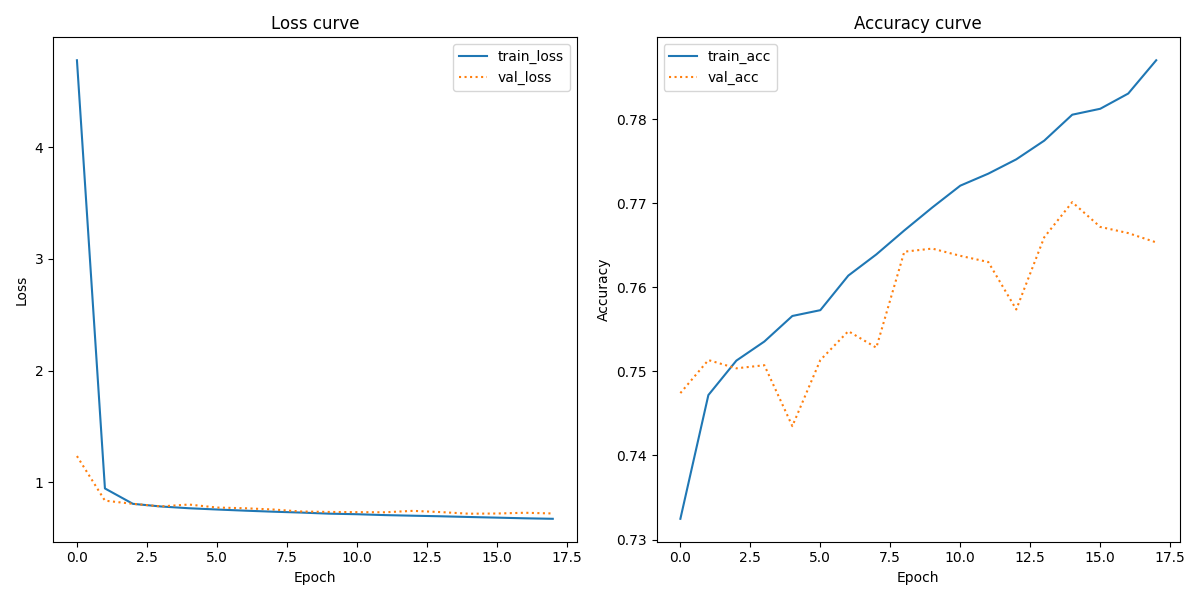 Loss curve
train_loss
val_loss
4
3
2
1
Loss
0.0 2.5 5.0 7.5 10.0 12.5 15.0 17.5
Epoch
Accuracy curve
train_acc
val_acc
0.78
0.77
0.76
0.75
0.74
0.73
Accuracy
0.0 2.5 5.0 7.5 10.0 12.5 15.0 17.5
Epoch